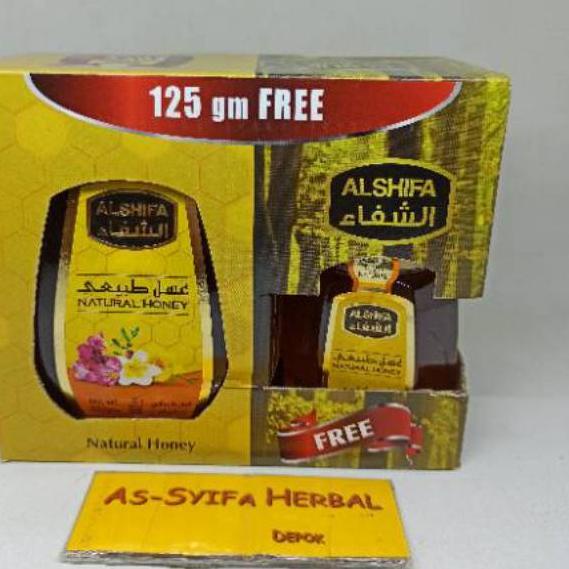 125 gm FREE
ALSHIFA
الشفاء
ALSHIFA
الشفاء
عسل طبيعي
NATURAL HONEY
ALSHIFA
الشفاء
عسل طبيعي
NATURAL HONEY
FREE
Natural Honey
AS-SYIFA HERBAL
DEPOK